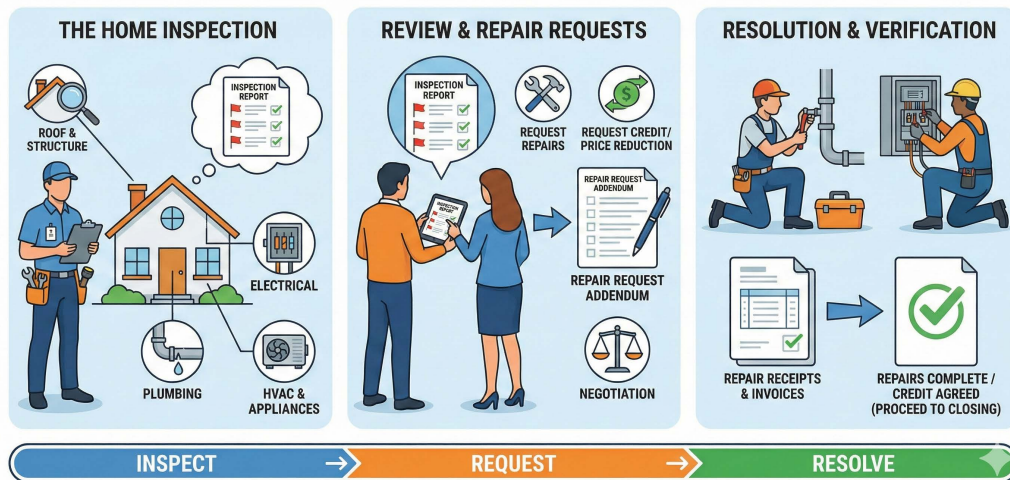 THE HOME INSPECTION
INSPECTION
REPORT
ROOF &
STRUCTURE
ELECTRICAL
PLUMBING
HVAC &
APPLIANCES
REVIEW & REPAIR REQUESTS
INSPECTION
REPORT
REQUEST
REPAIRS
$
REQUEST CREDIT/
PRICE REDUCTION
INSPECTION
REPORT
REPAIR REQUEST
ADDENDUM
REPAIR REQUEST
ADDENDUM
NEGOTIATION
RESOLUTION & VERIFICATION
REPAIR RECEIPTS
& INVOICES
REPAIRS COMPLETE /
CREDIT AGREED
(PROCEED TO CLOSING)
INSPECT
REQUEST
RESOLVE